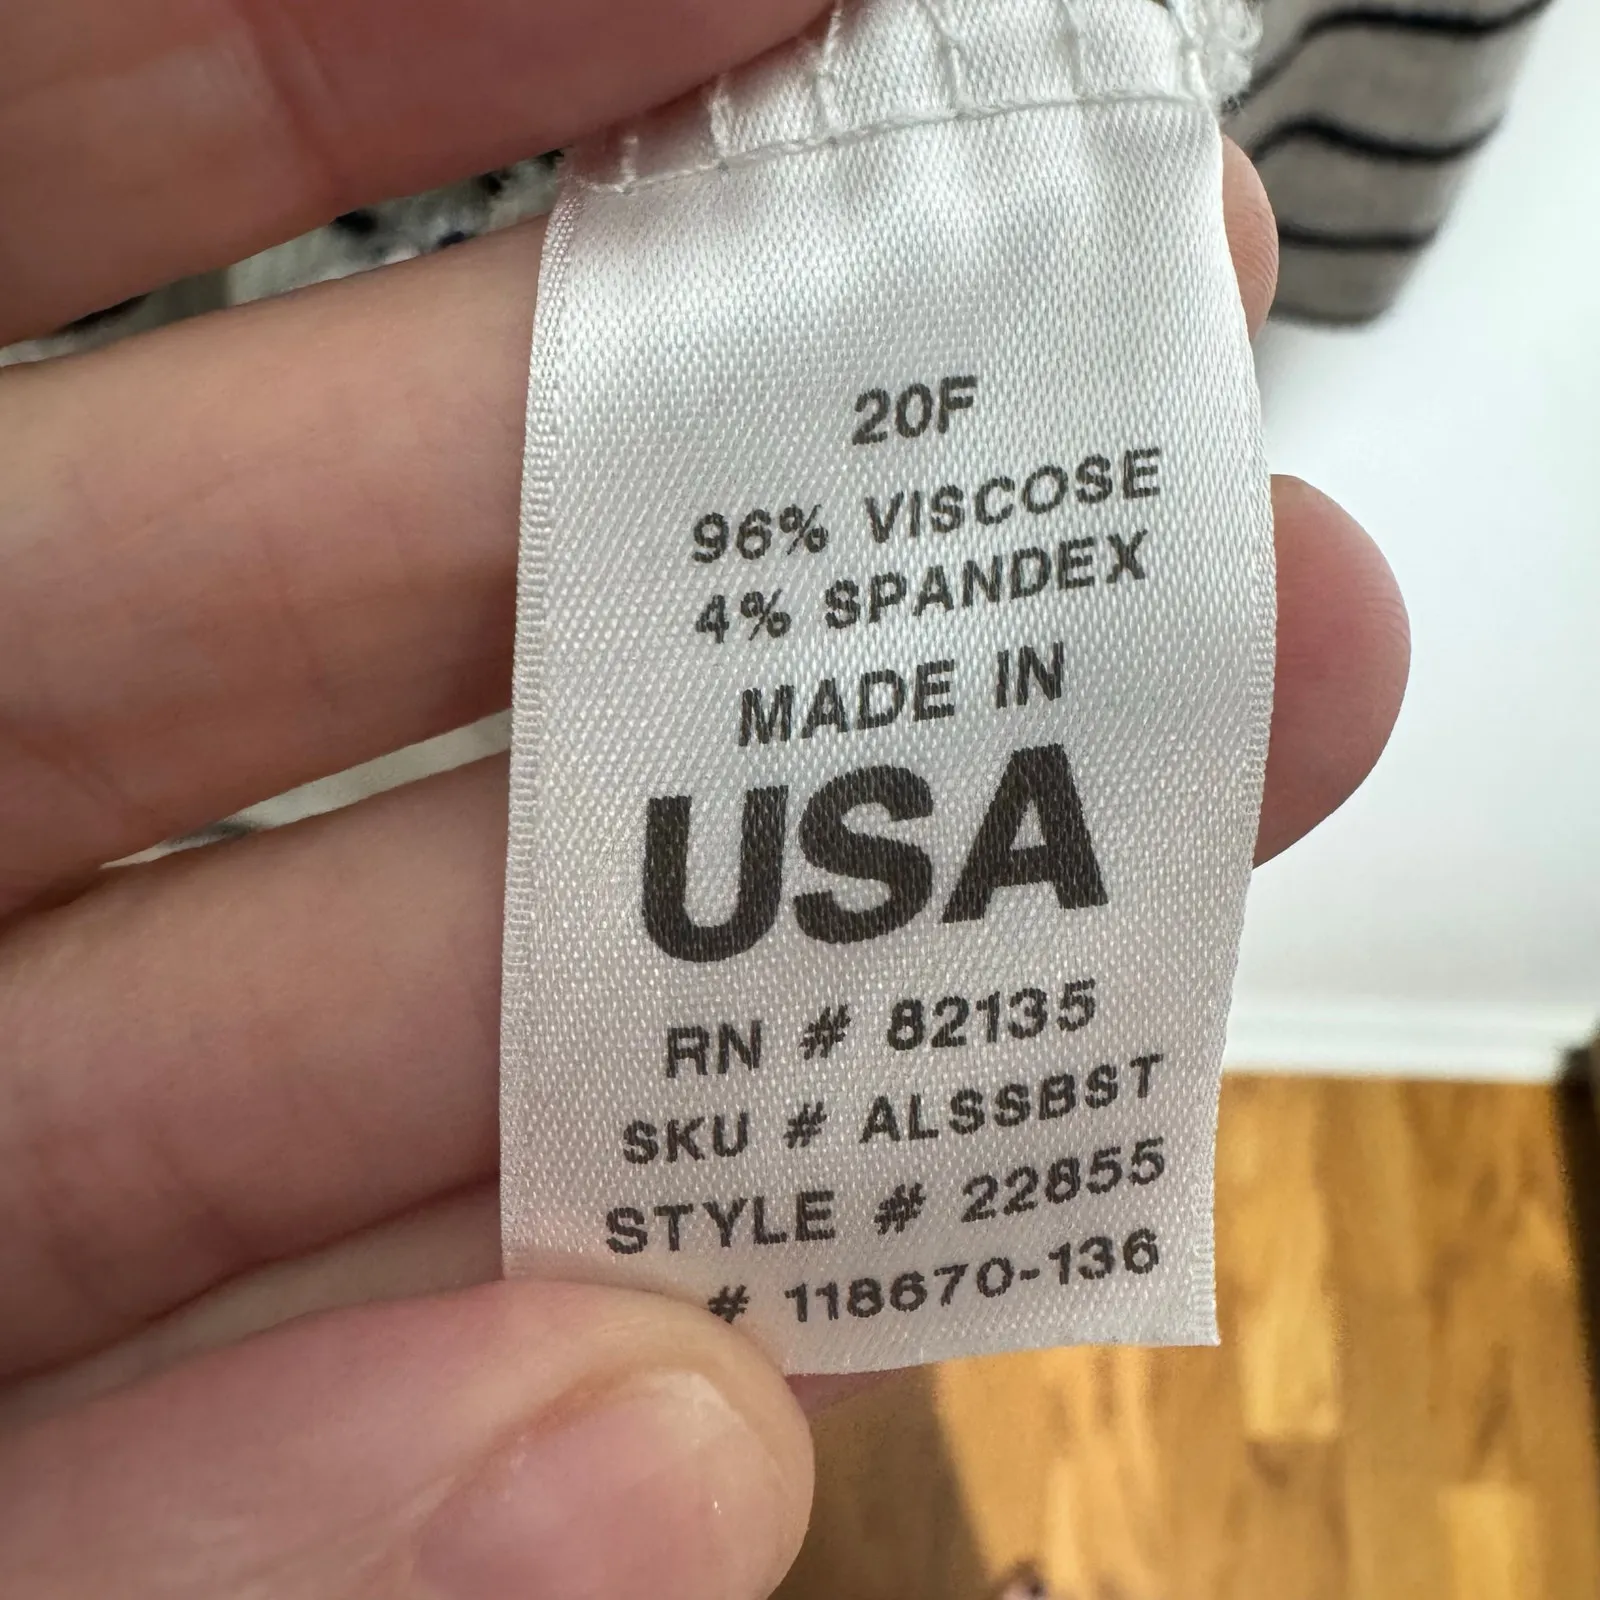 20F
96% VISCOSE
4% SPANDEX
MADE IN
USA
RN # 82135
SKU # ALSSBST
STYLE # 22855
# 118670-136